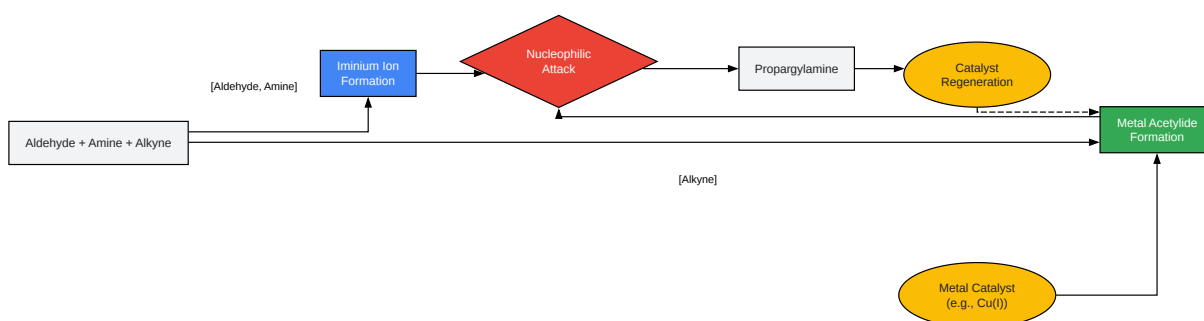 Nucleophilic
Attack
Iminium Ion
Formation
Propargylamine
Catalyst
Regeneration
[Aldehyde, Amine]
Metal Acetylide
Formation
Aldehyde + Amine + Alkyne
[Alkyne]
Metal Catalyst
(e.g., Cu(I))